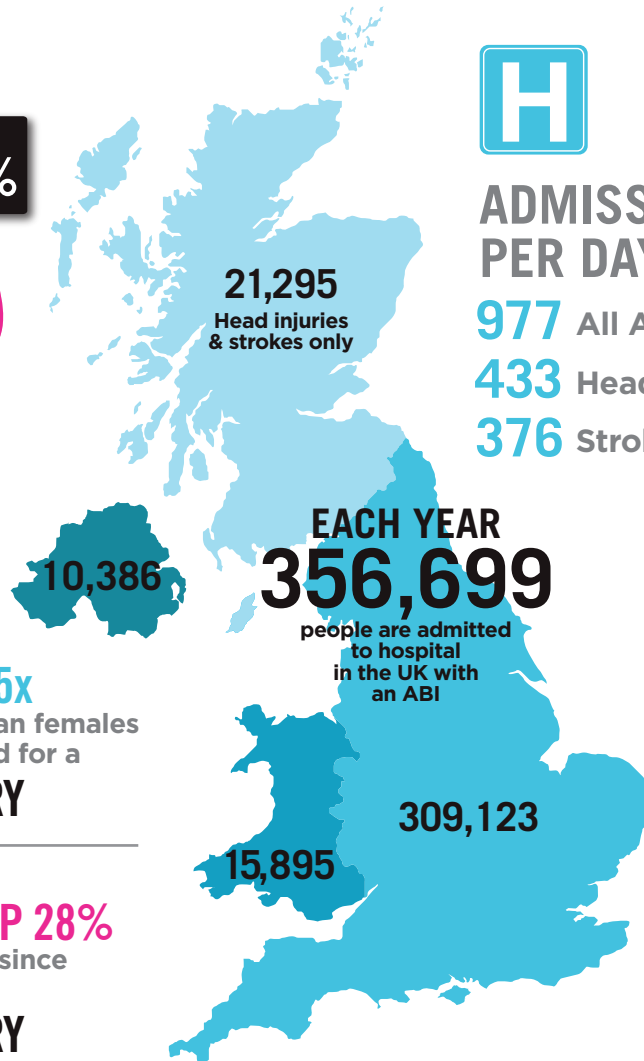 %
H
ADMISS
PER DAY
977 All A
433 Head
376 Stro
21,295
Head injuries
& strokes only
EACH YEAR
356,699
people are admitted
to hospital
in the UK with
an ABI
10,386
309,123
15,895
5x
an females
d for a
RY
P 28%
since
RY